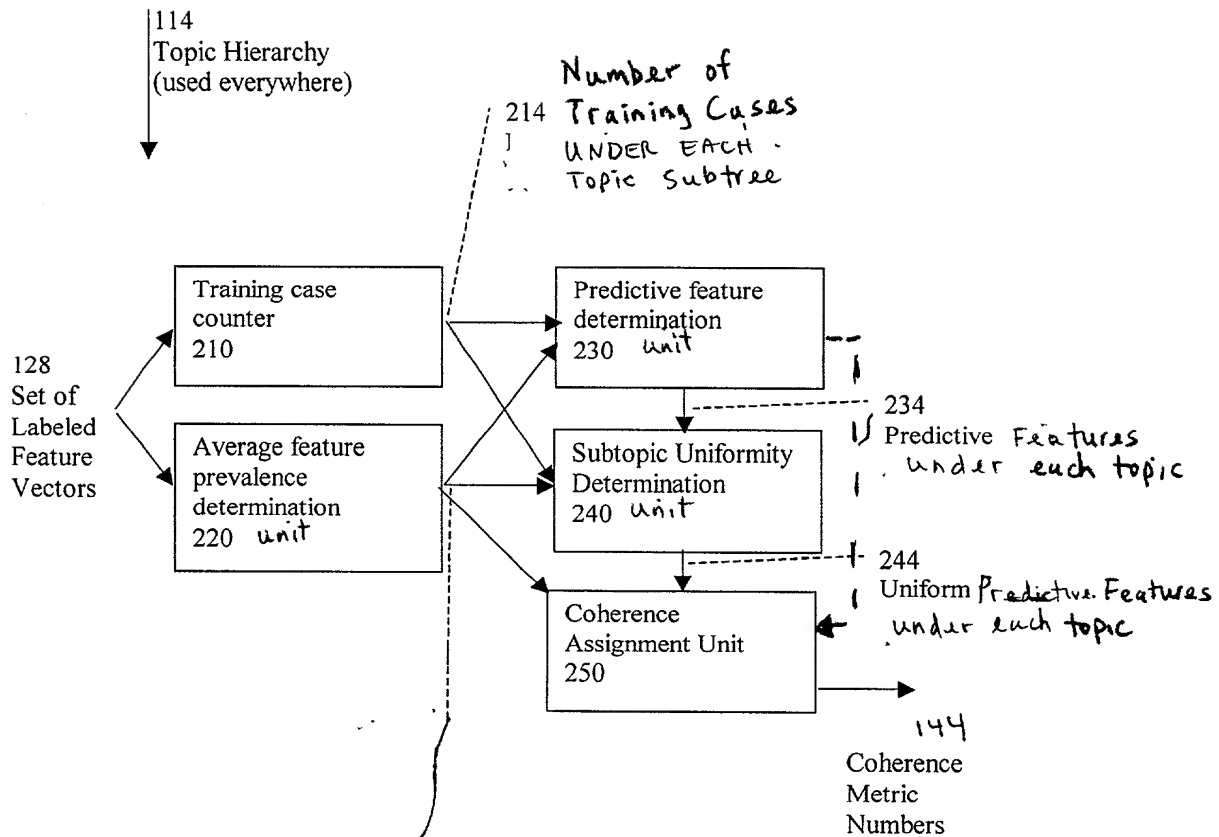 114
Topic Hierarchy
(used everywhere)
214
Number of
Training Cases
UNDER EACH
Topic Subtree
Training case
counter
210
Predictive feature
determination
230 unit
128
Set of
Labeled
Feature
Vectors
Average feature
prevalence
determination
220 unit
Subtopic Uniformity
Determination
240 unit
234
Predictive Features
under each topic
244
Uniform Predictive Features
under each topic
Coherence
Assignment Unit
250
144
Coherence
Metric
Numbers